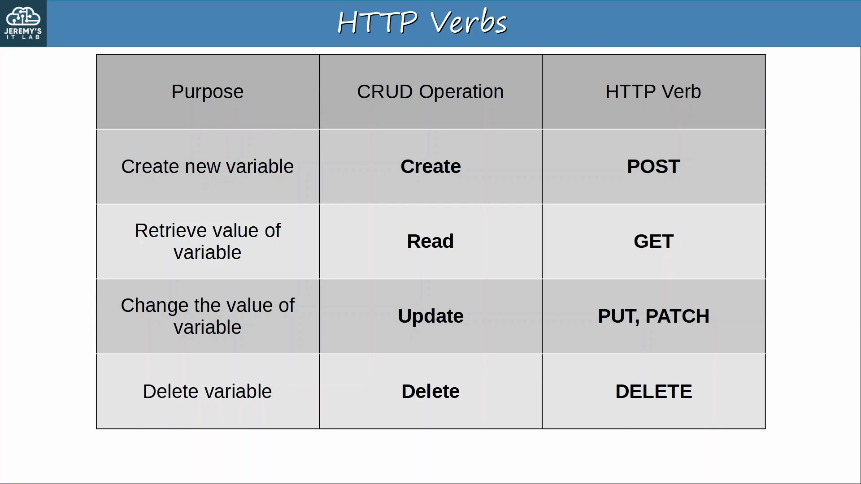 JEREMY'S
IT LAB
HTTP Verbs
Purpose
CRUD Operation
HTTP Verb
Create new variable
Create
POST
Retrieve value of
variable
Read
GET
Change the value of
variable
Update
PUT, PATCH
Delete variable
Delete
DELETE